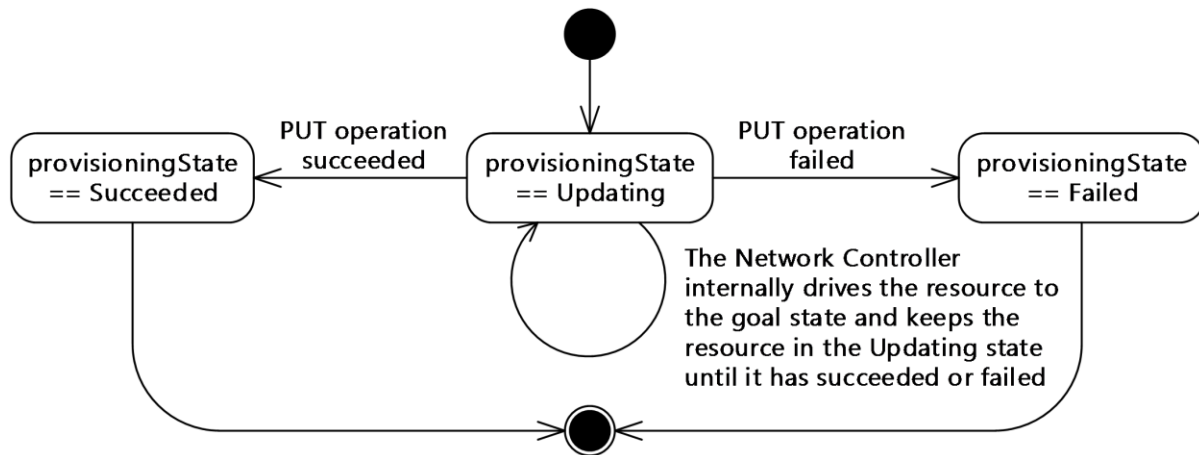 PUT operation
succeeded
PUT operation
failed
provisioningState
== Succeeded
provisioningState
== Updating
provisioningState
== Failed
The Network Controller
internally drives the resource to
the goal state and keeps the
resource in the Updating state
until it has succeeded or failed